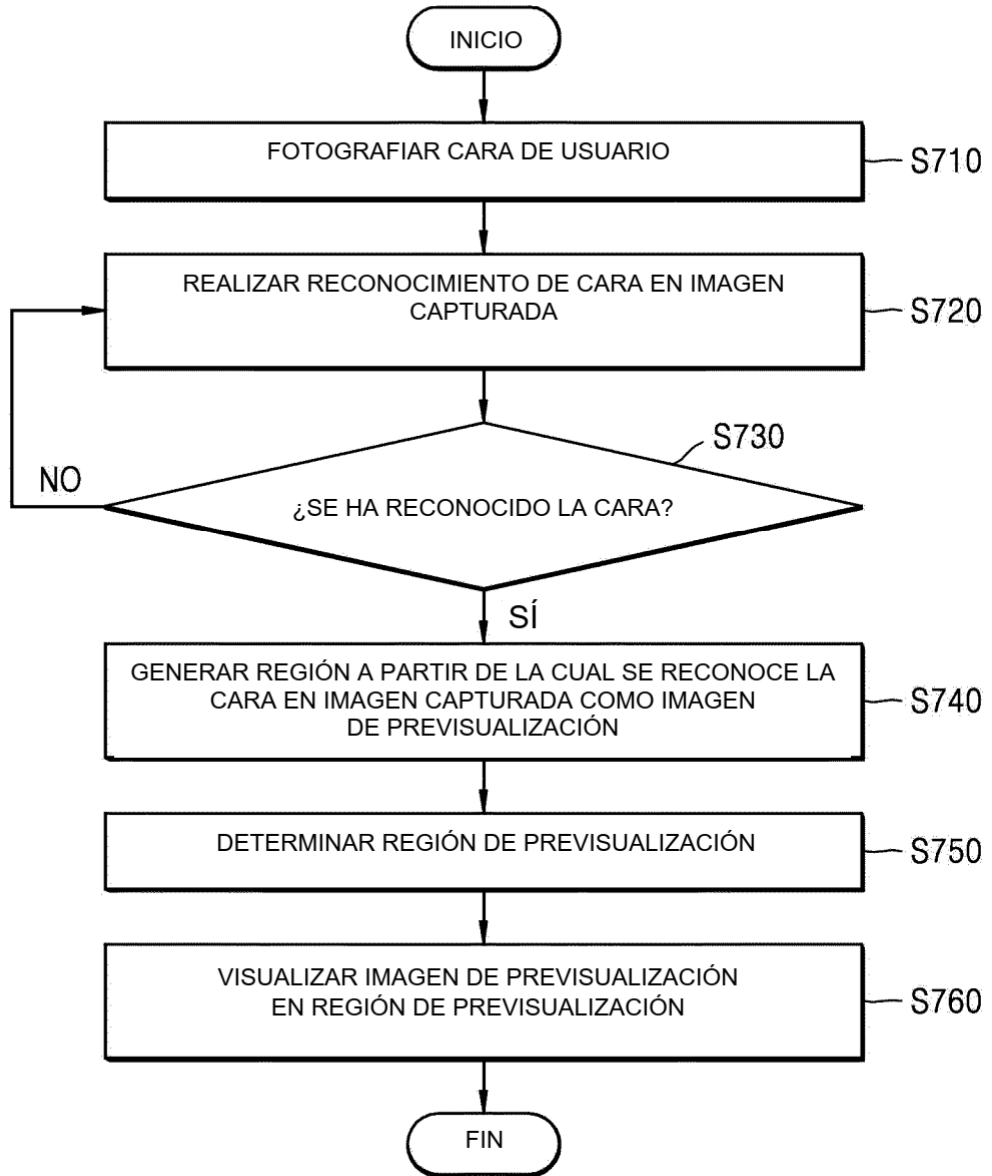 INICIO
FOTOGRAFIAR CARA DE USUARIO
S710
REALIZAR RECONOCIMIENTO DE CARA EN IMAGEN
CAPTURADA
S720
S730
NO
¿SE HA RECONOCIDO LA CARA?
SÍ
GENERAR REGIÓN A PARTIR DE LA CUAL SE RECONOCE LA
CARA EN IMAGEN CAPTURADA COMO IMAGEN
DE PREVISUALIZACIÓN
S740
DETERMINAR REGIÓN DE PREVISUALIZACIÓN
S750
VISUALIZAR IMAGEN DE PREVISUALIZACIÓN
EN REGIÓN DE PREVISUALIZACIÓN
S760
FIN